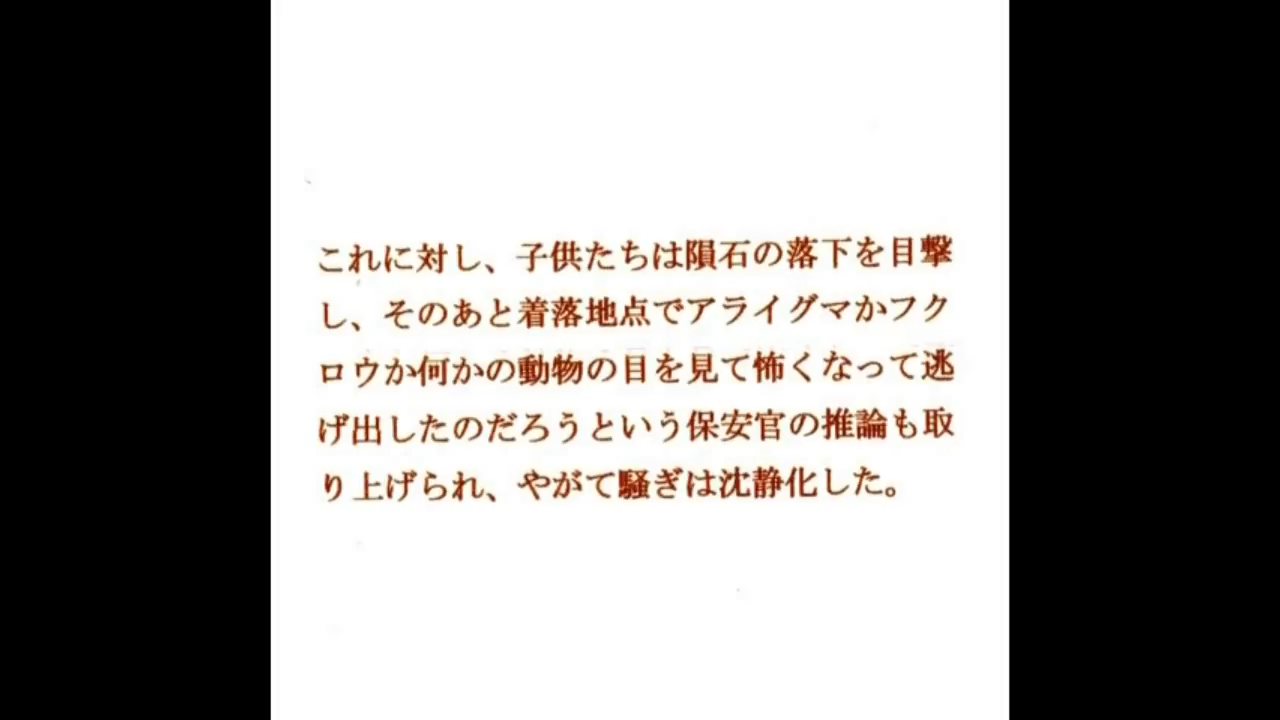 これに対し、子供たちは隕石の落下を目撃
し、そのあと着落地点でアライグマかフク
ロウか何かの動物の目を見て怖くなって逃
げ出したのだろうという保安官の推論も取
り上げられ、やがて騒ぎは沈静化した。